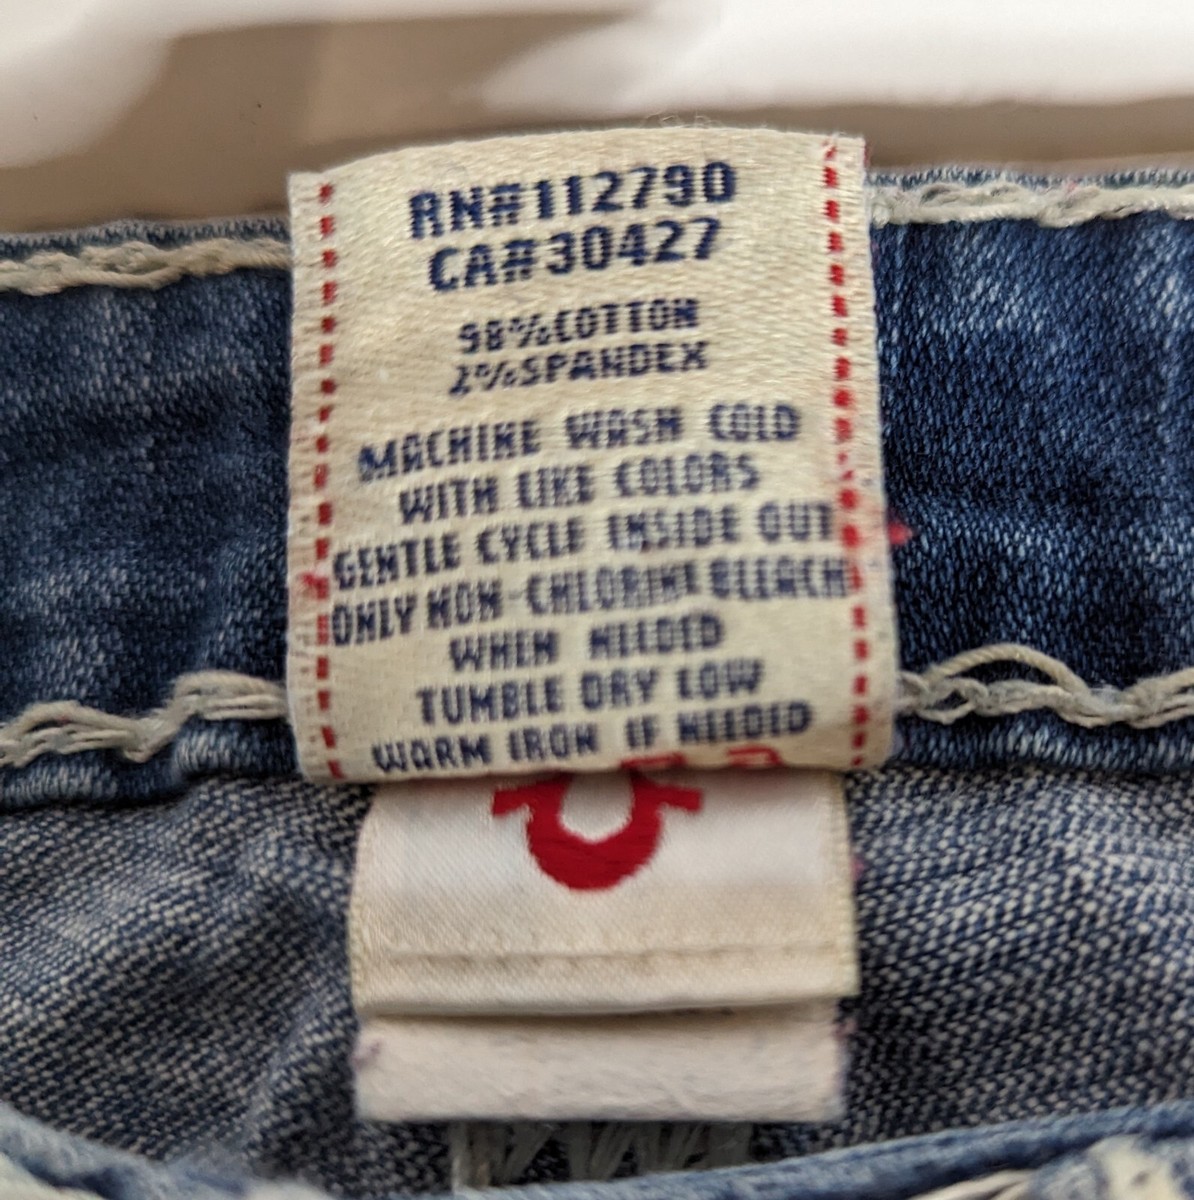 RN#112790
CA#30427
98%COTTON
2%SPANDEX
MACHINE WASH COLD
WITH LIKE COLORS
GENTLE CYCLE INSIDE OUT
ONLY NON-CHLORINE BLEACH
WHEN NEEDED
TUMBLE DRY LOW
WARM IRON IF NEEDED